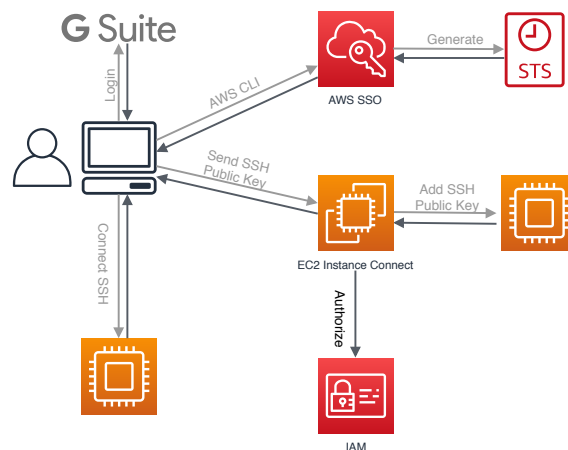 G Suite
Login
AWS CLI
AWS SSO
Generate
STS
Send SSH
Public Key
EC2 Instance Connect
Add SSH
Public Key
Connect SSH
Authorize
IAM